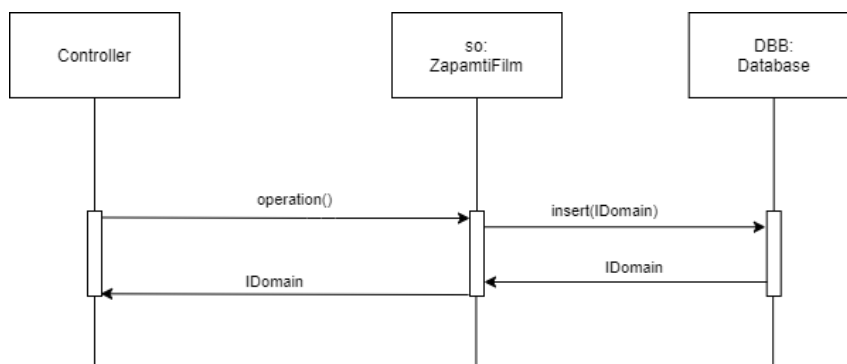 Controller
so:
ZapamtiFilm
DBB:
Database
operation()
insert(IDomain)
IDomain
IDomain